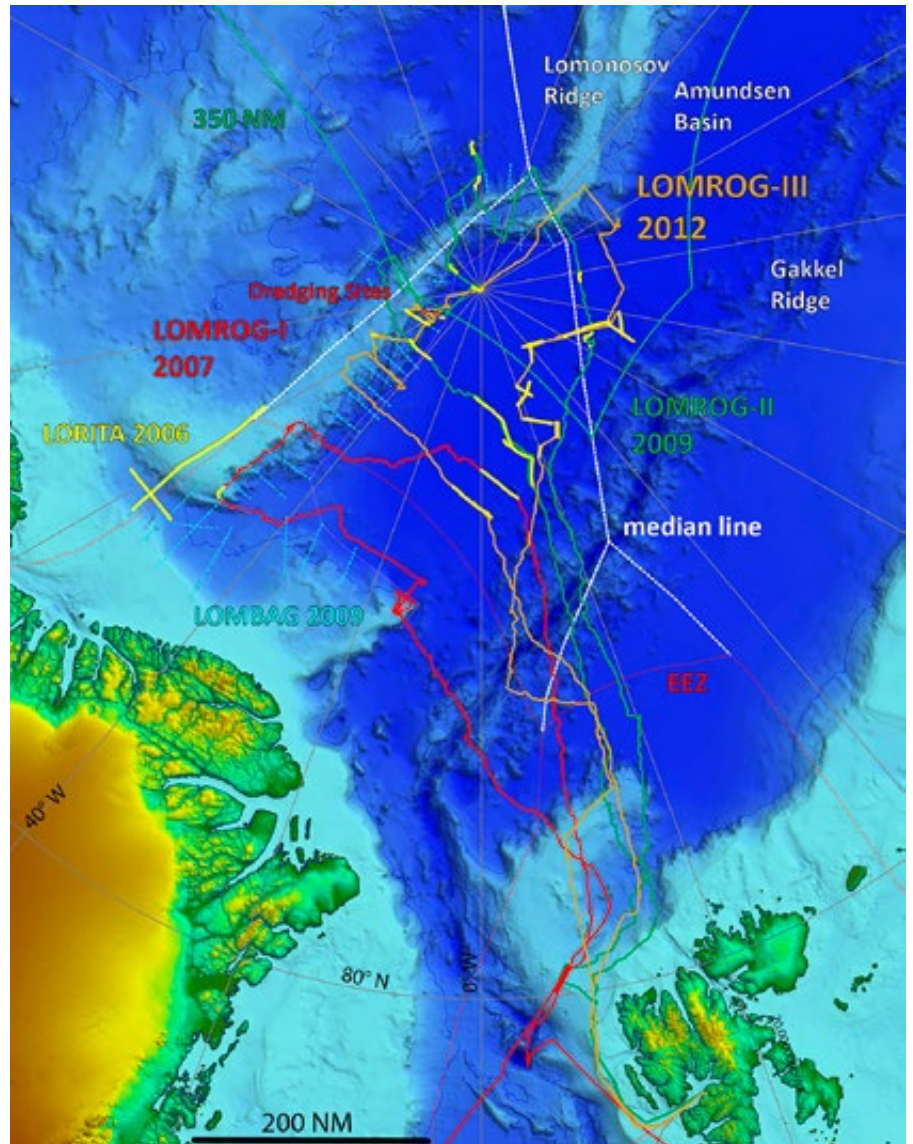 Lomonosov
Ridge
Amundsen
Basin
350 NM
LOMROG-III
2012
Gakkel
Ridge
Dredging Sites
LOMROG-I
2007
LORITA 2006
LOMROG-II
2009
median line
LOMBAG 2009
EEZ
40° W
80° N
0° W
200 NM